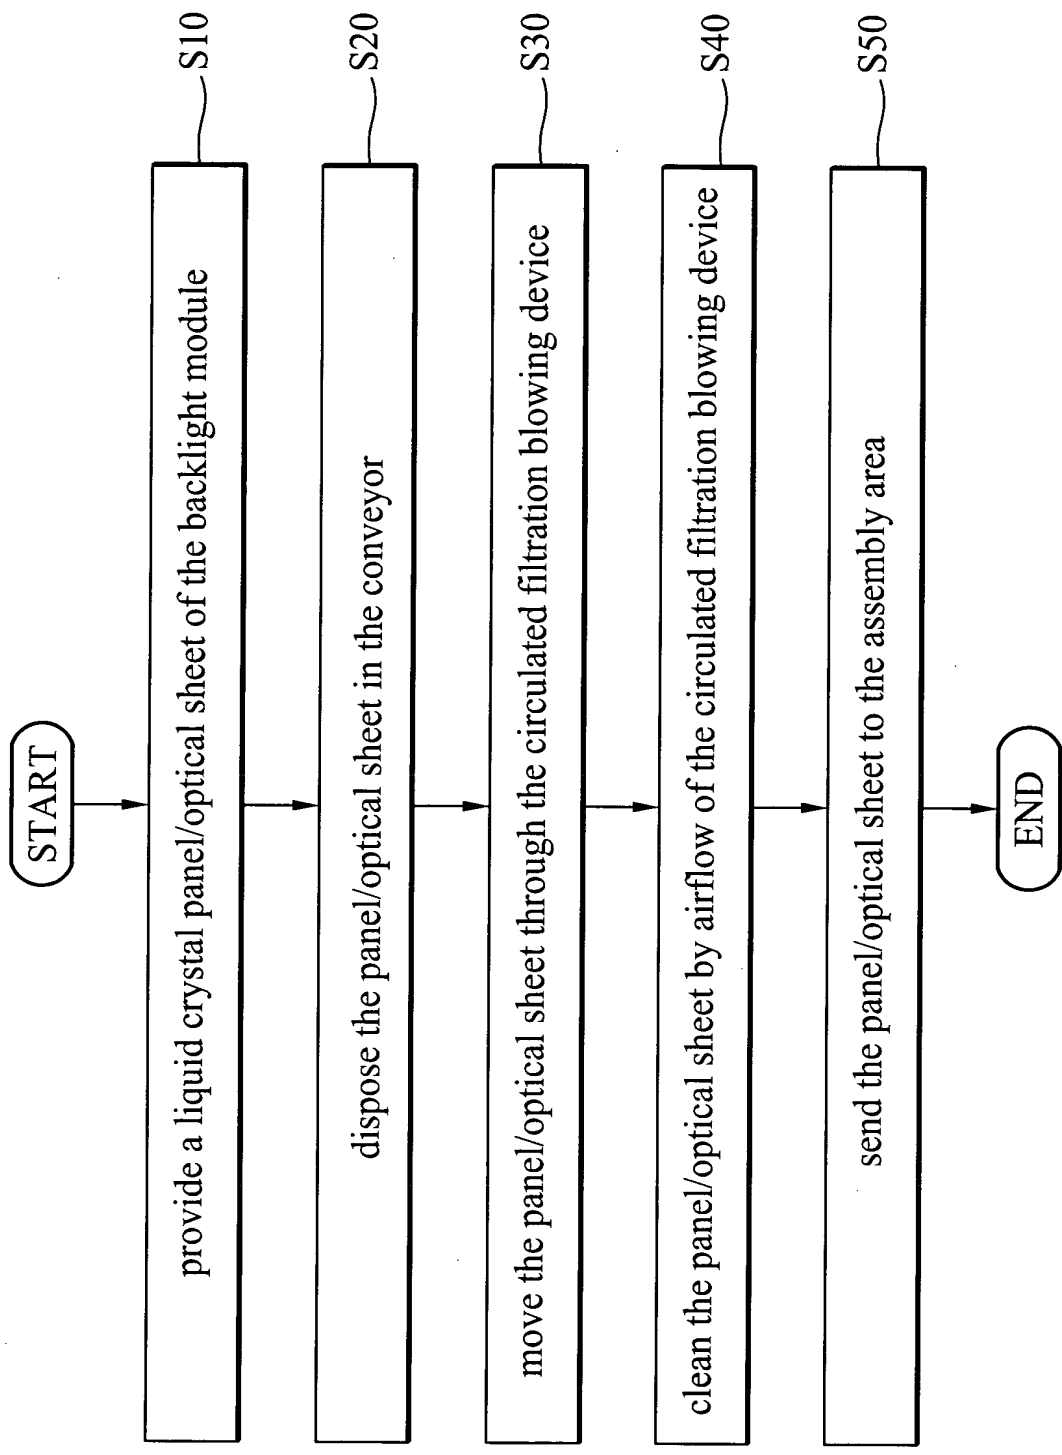 START
provide a liquid crystal panel/optical sheet of the backlight module
S10
dispose the panel/optical sheet in the conveyor
S20
move the panel/optical sheet through the circulated filtration blowing device
S30
clean the panel/optical sheet by airflow of the circulated filtration blowing device
S40
send the panel/optical sheet to the assembly area
S50
END